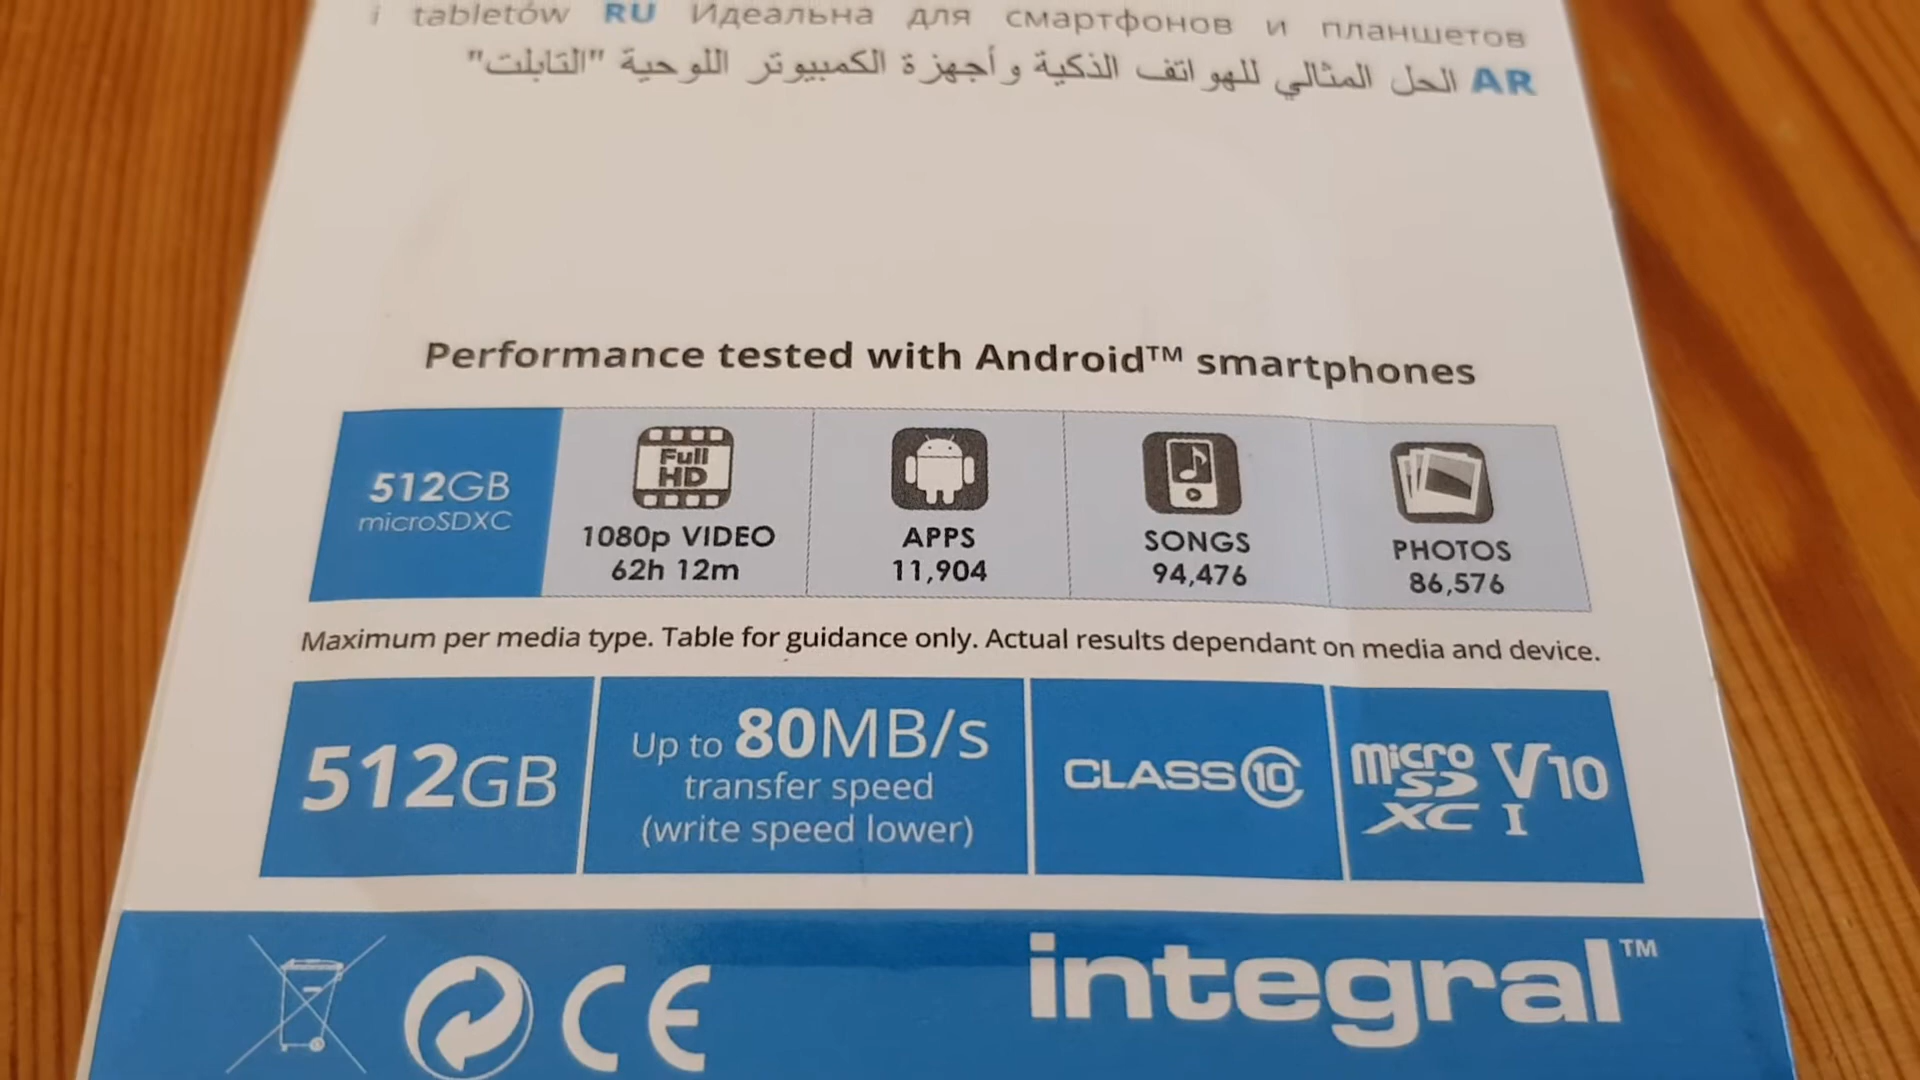 i tabletów RU Идеальна для смартфонов и планшетов
AR الحل المثالي للهواتف الذكية وأجهزة الكمبيوتر اللوحية "التابلت"
Performance tested with Android™ smartphones
512GB
microSDXC
Full
HD
1080p VIDEO
62h 12m
APPS
11,904
SONGS
94,476
PHOTOS
86,576
Maximum per media type. Table for guidance only. Actual results dependant on media and device.
512GB
Up to 80MB/s
transfer speed
(write speed lower)
CLASS 10
micro
SD
XC I
V10
CE
integral™